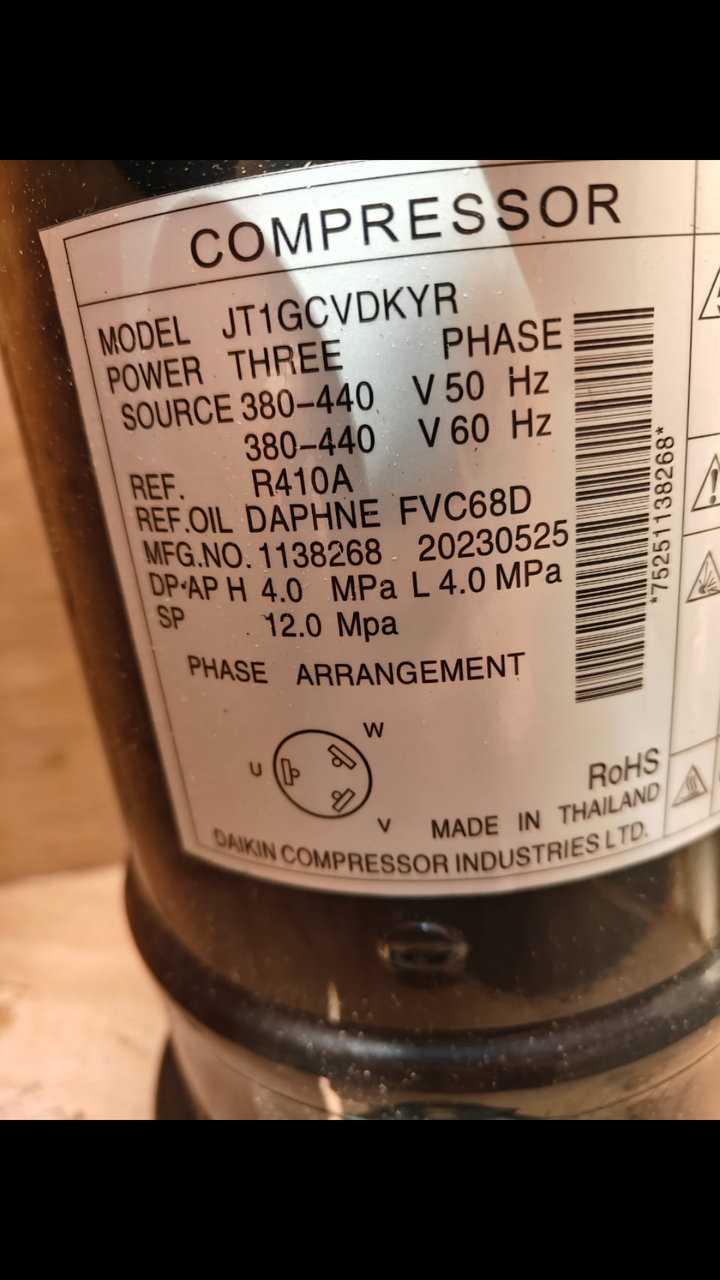 COMPRESSOR
MODEL JT1GCVDKYR
POWER THREE PHASE
SOURCE 380-440 V 50 Hz
380-440 V 60 Hz
REF. R410A
REF.OIL DAPHNE FVC68D
MFG.NO. 1138268 20230525
DP•AP H 4.0 MPa L 4.0 MPa
SP 12.0 Mpa
*75251138268*
PHASE ARRANGEMENT
W
U
V
RoHS
MADE IN THAILAND
DAIKIN COMPRESSOR INDUSTRIES LTD.